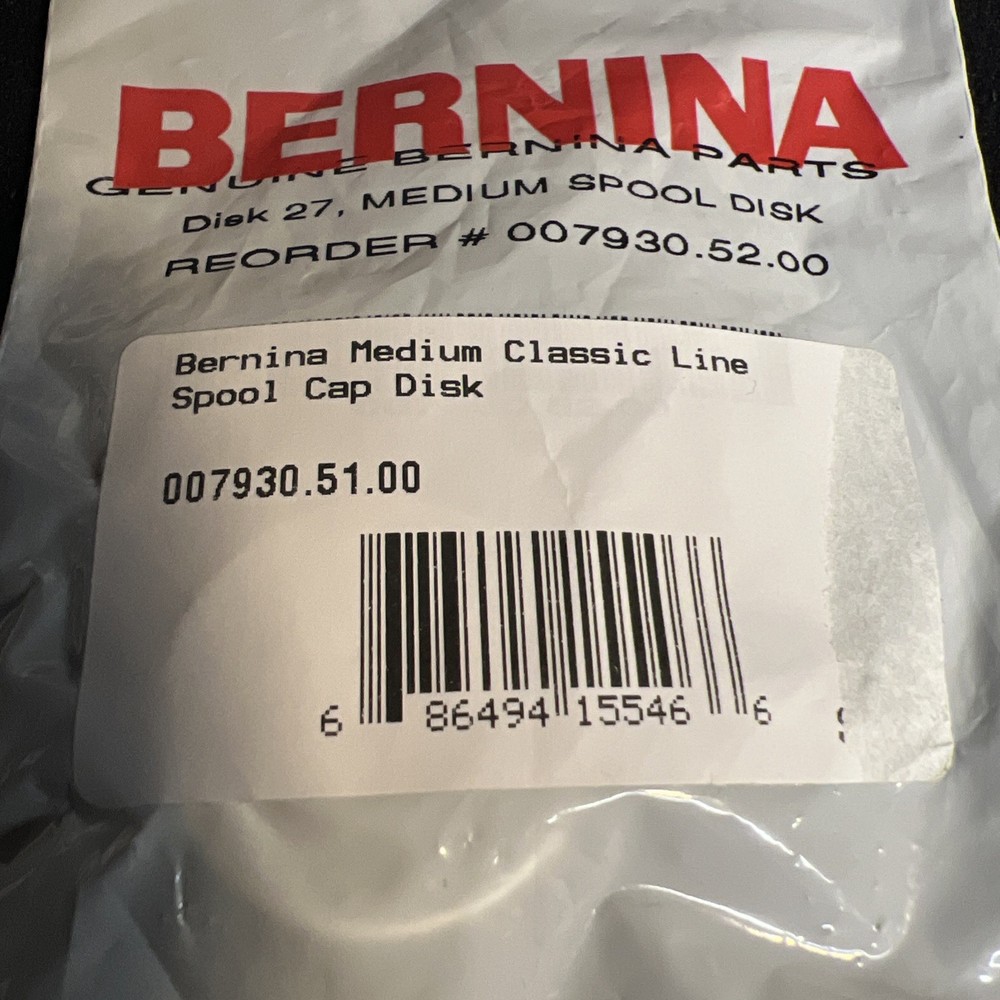 BERNINA
GENUINE BERNINA PARTS
Disk 27, MEDIUM SPOOL DISK
REORDER # 007930.52.00
Bernina Medium Classic Line
Spool Cap Disk
007930.51.00
6 86494 15546 6